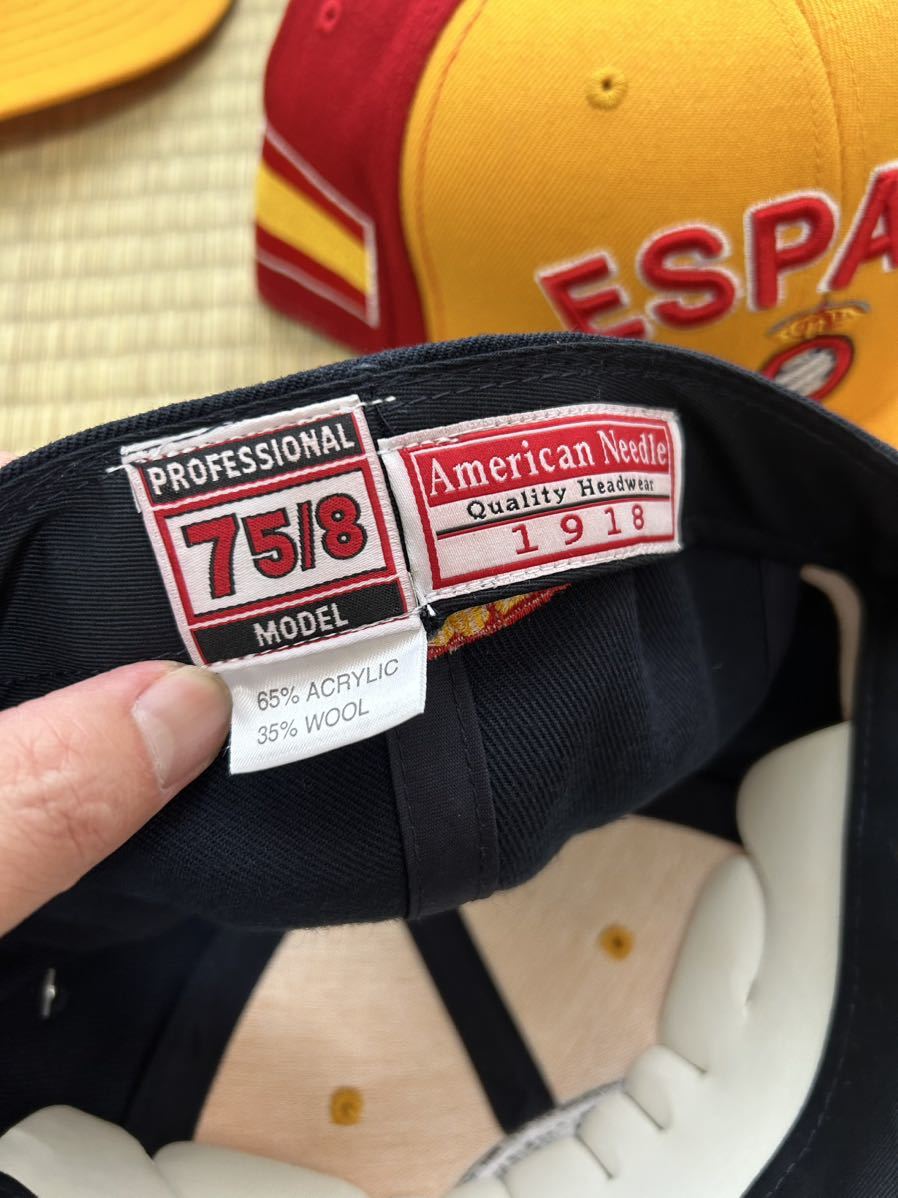 ESPA
PROFESSIONAL
75/8
MODEL
65% ACRYLIC
35% WOOL
American Needle
Quality Headwear
1918